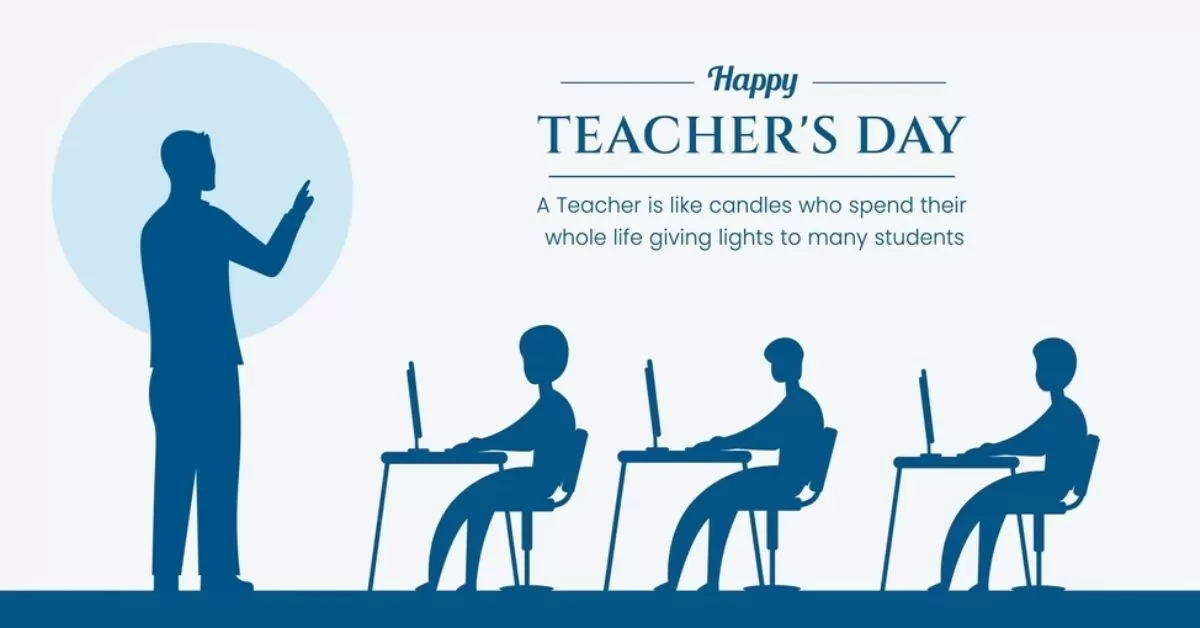 Happy
TEACHER'S DAY
A Teacher is like candles who spend their
whole life giving lights to many students